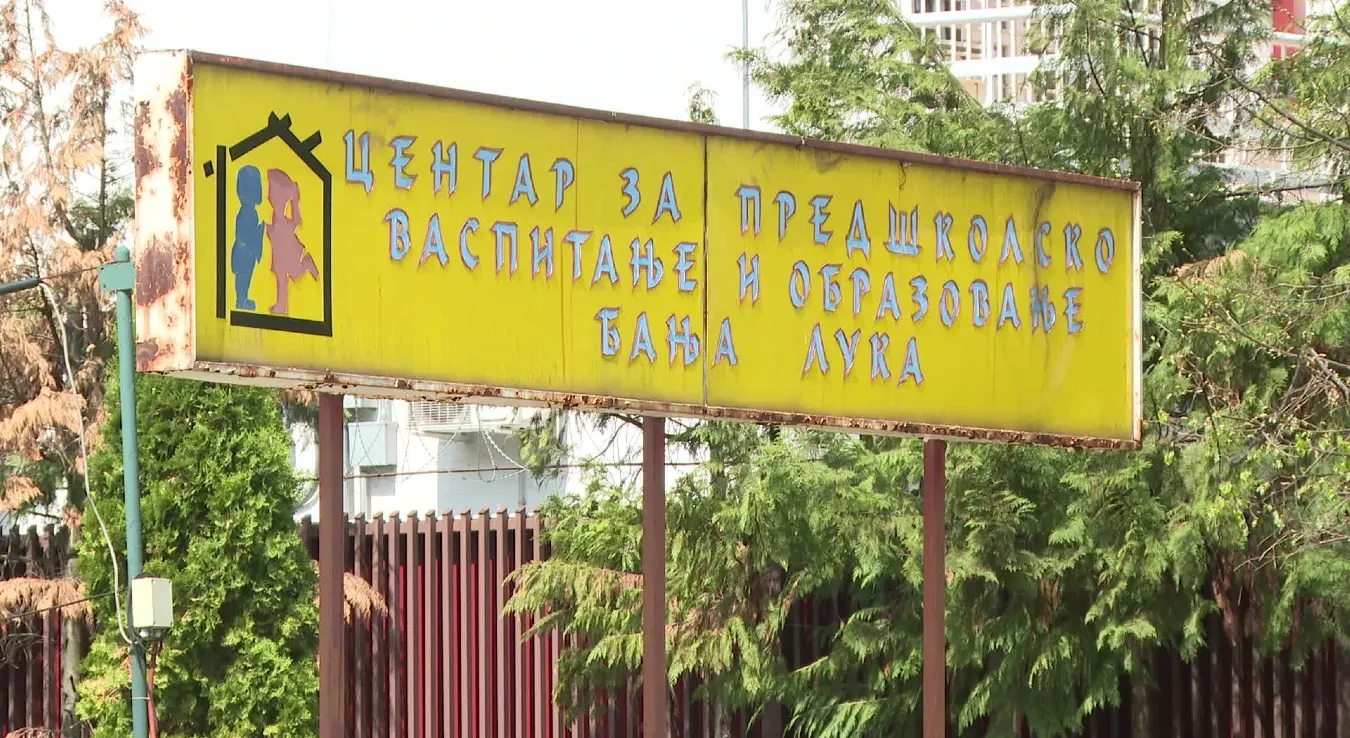 ЦЕНТАР ЗА ПРЕДШКОЛСКО
ВАСПИТАЊЕ И ОБРАЗОВАЊЕ
БАЊА ЛУКА